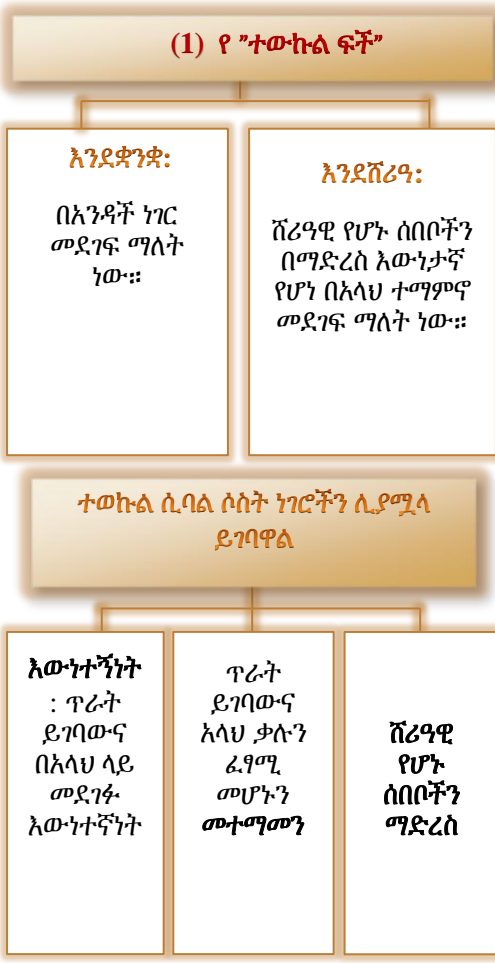 (1) የ ”ተውኩል ፍች”
እንደቋንቋ:
በአንዳች ነገር
መደገፍ ማለት
ነው።
እንደሸሪዓ:
ሸሪዓዊ የሆኑ ሰበቦችን
በማድረስ እውነታኛ
የሆነ በአላህ ተማምኖ
መደገፍ ማለት ነው።
ተወኩል ሲባል ሶስት ነገሮችን ሊያሟላ
ይገባዋል
እውነተኝነት
: ጥራት
ይገባውና
በአላህ ላይ
መደገፉ
እውነተኛነት
ጥራት
ይገባውና
አላህ ቃሉን
ፈፃሚ
መሆኑን
መተማመን
ሸሪዓዊ
የሆኑ
ሰበቦችን
ማድረስ